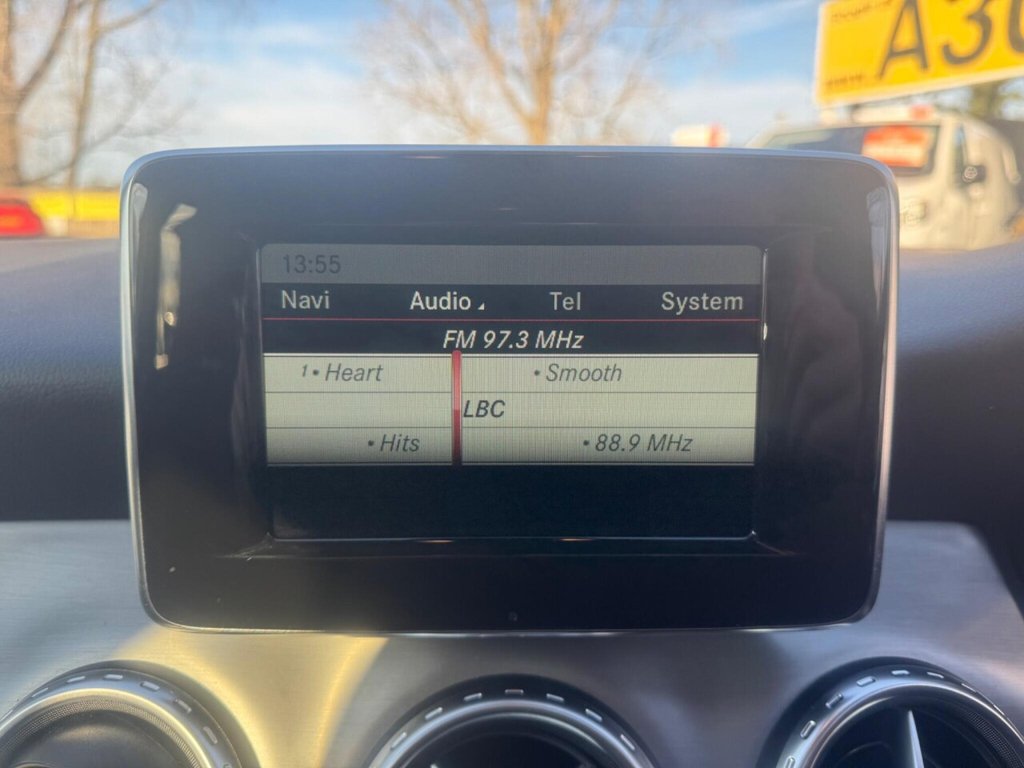 A30
13:55
Navi Audio Tel System
FM 97.3 MHz
1 • Heart • Smooth
LBC
• Hits • 88.9 MHz